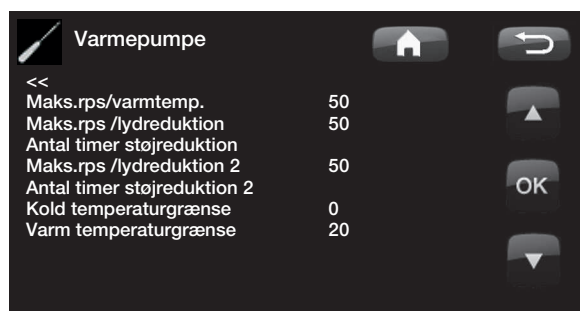 Varmepumpe
<<
Maks.rps/varmtemp. 50
Maks.rps /lydreduktion 50
Antal timer støjreduktion
Maks.rps /lydreduktion 2 50
Antal timer støjreduktion 2
Kold temperaturgrænse 0
Varm temperaturgrænse 20
OK